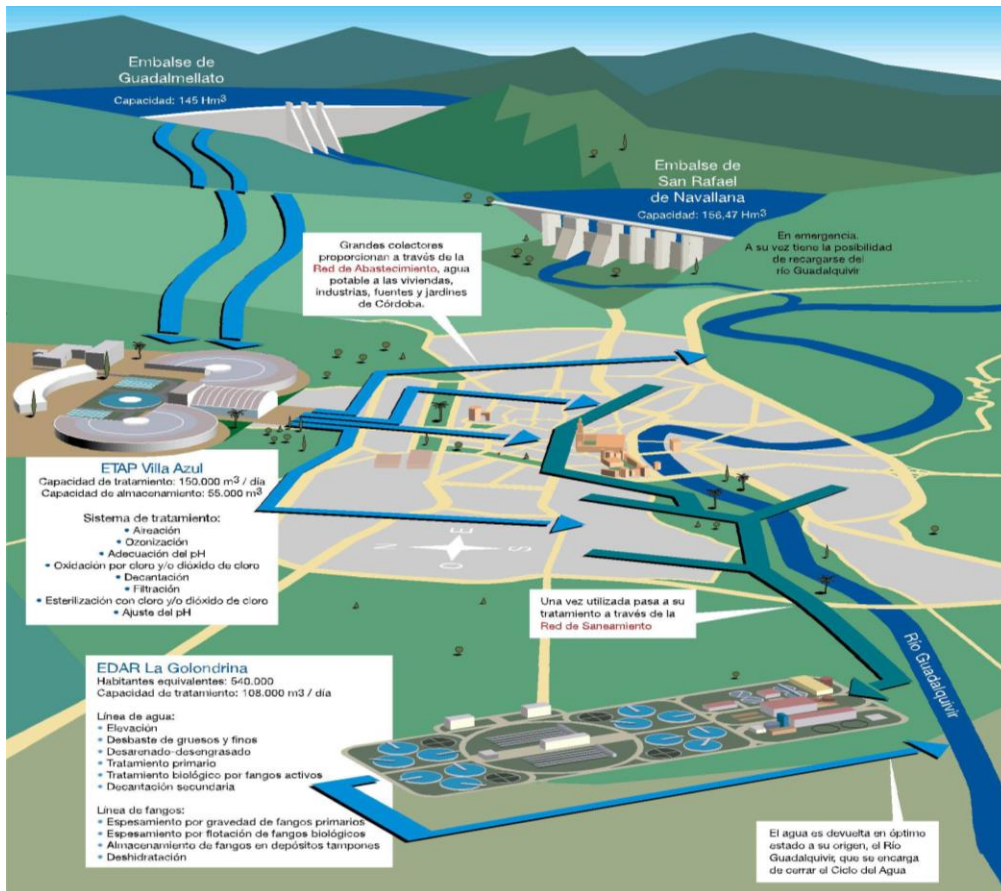 Embalse de
Guadalmellato
Capacidad: 145 Hm³
Embalse de
San Rafael
de Navallana
Capacidad: 156,47 Hm³
En emergencia.
A su vez tiene la posibilidad
de recargarse del
río Guadalquivir
Grandes colectores
proporcionan a través de la
Red de Abastecimiento, agua
potable a las viviendas,
industrias, fuentes y jardines
de Córdoba.
ETAP Villa Azul
Capacidad de tratamiento: 150.000 m³ / día
Capacidad de almacenamiento: 55.000 m³
Sistema de tratamiento:
• Aireación
• Ozonización
• Adecuación del pH
• Oxidación por cloro y/o dióxido de cloro
• Decantación
• Filtración
• Esterilización con cloro y/o dióxido de cloro
• Ajuste del pH
N
E
S
O
Una vez utilizada pasa a su
tratamiento a través de la
Red de Saneamiento
Río Guadalquivir
EDAR La Golondrina
Habitantes equivalentes: 540.000
Capacidad de tratamiento: 108.000 m3 / día
Línea de agua:
• Elevación
• Desbaste de gruesos y finos
• Desarenado-desengrasado
• Tratamiento primario
• Tratamiento biológico por fangos activos
• Decantación secundaria
Línea de fangos:
• Espesamiento por gravedad de fangos primarios
• Espesamiento por flotación de fangos biológicos
• Almacenamiento de fangos en depósitos tampones
• Deshidratación
El agua es devuelta en óptimo
estado a su origen, el Río
Guadalquivir, que se encarga
de cerrar el Ciclo del Agua